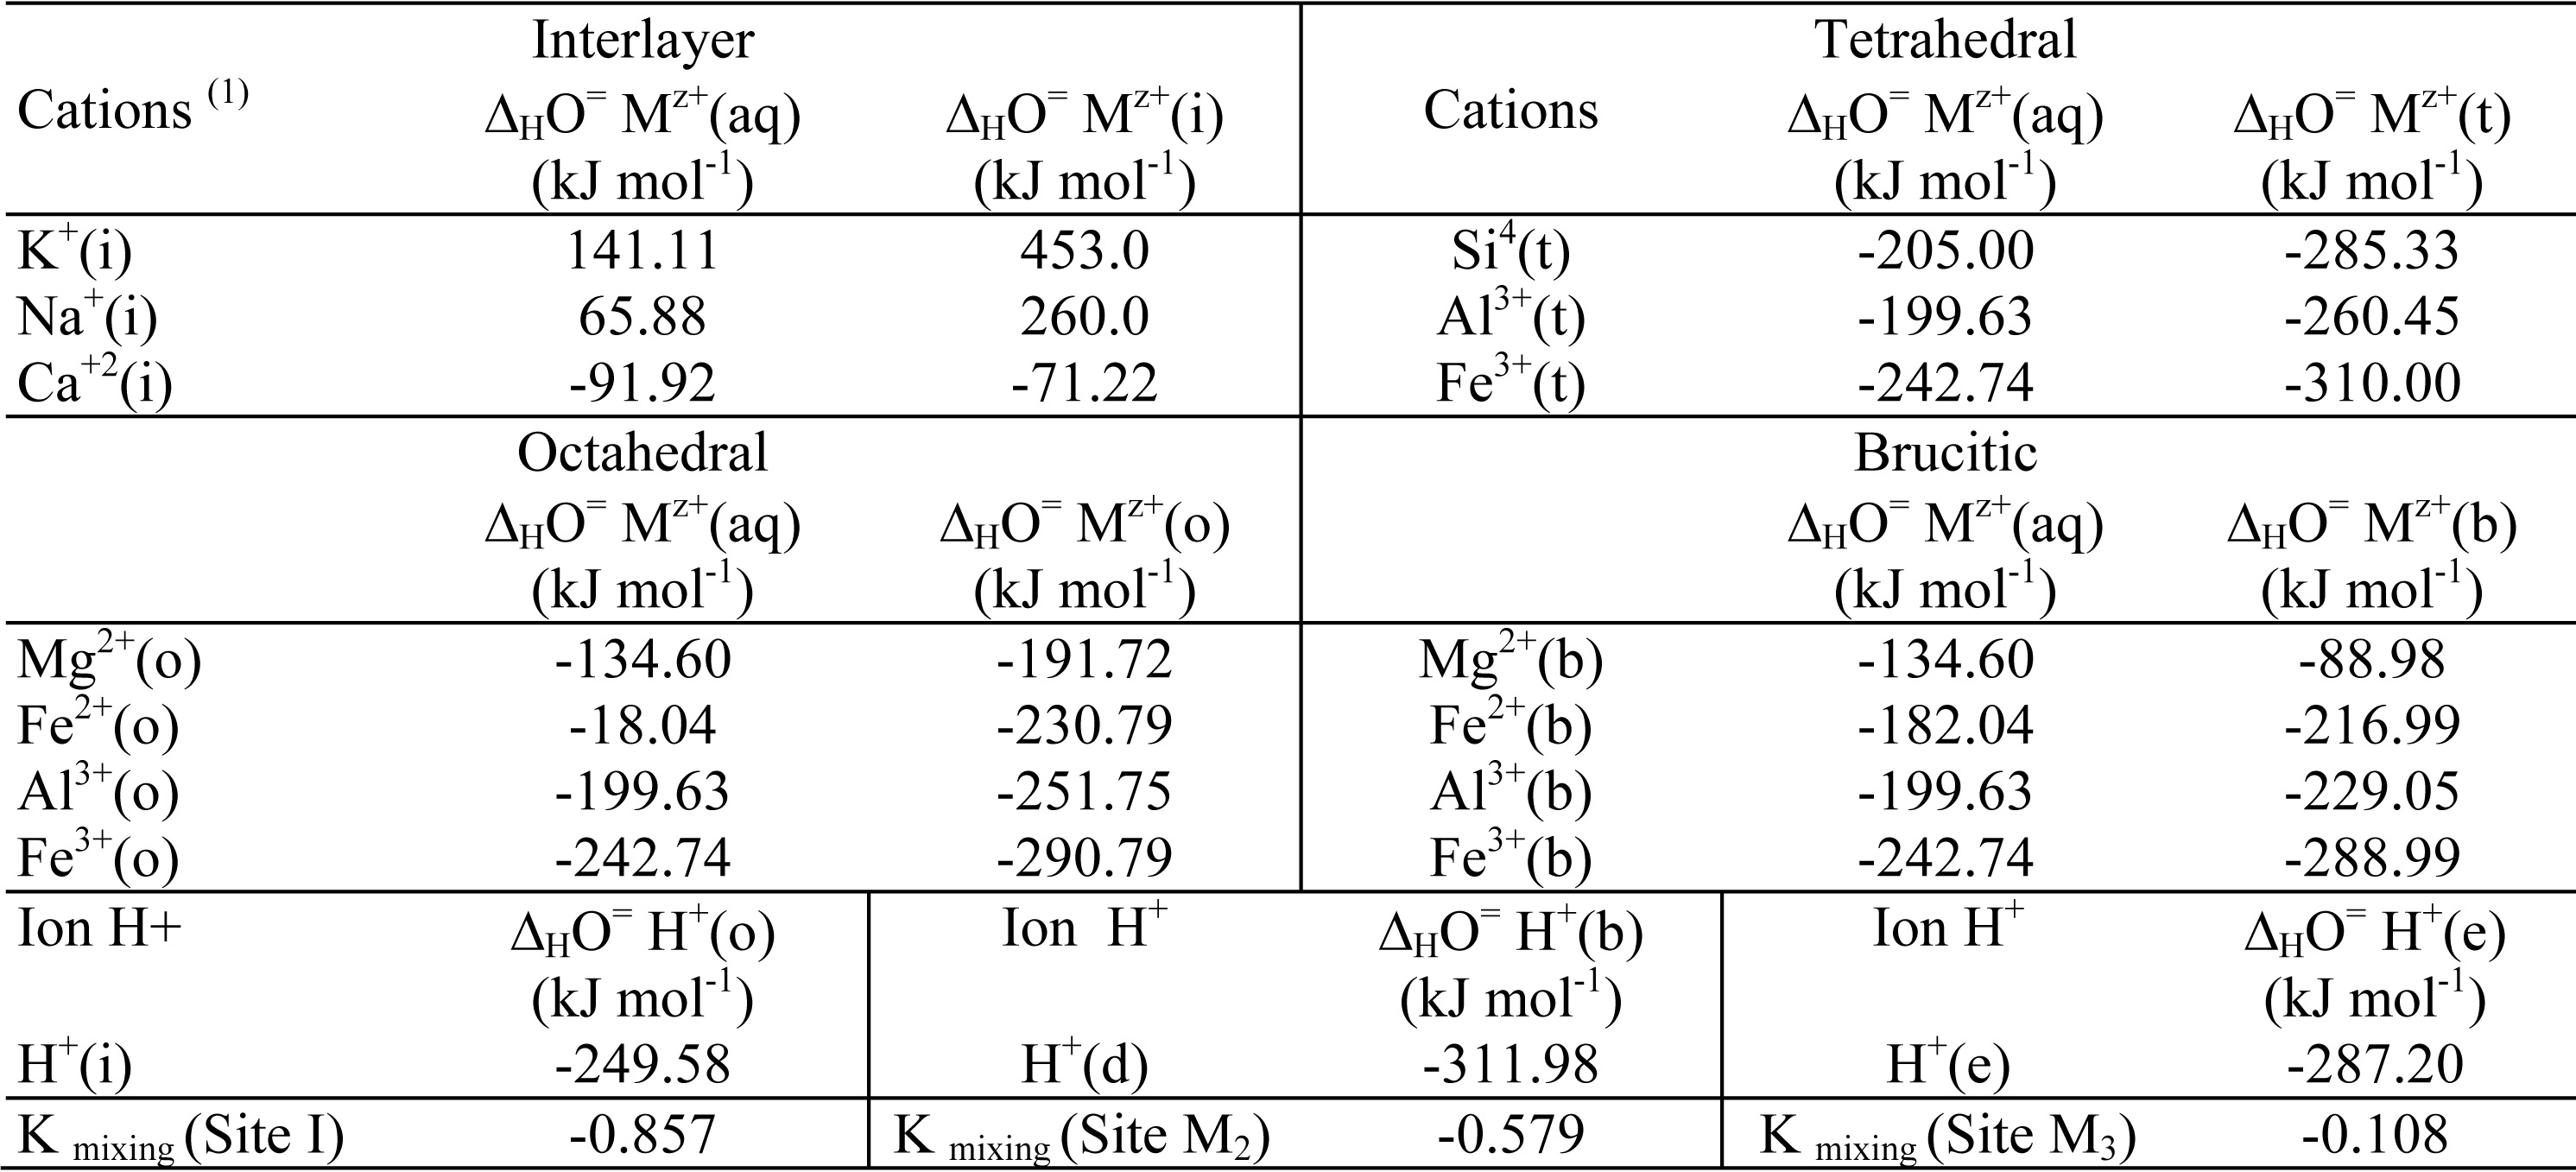 Interlayer Tetrahedral
Cations (1) ΔHO= Mz+(aq) ΔHO= Mz+(i) Cations ΔHO= Mz+(aq) ΔHO= Mz+(t)
(kJ mol-1) (kJ mol-1) (kJ mol-1) (kJ mol-1)
K+(i) 141.11 453.0 Si4(t) -205.00 -285.33
Na+(i) 65.88 260.0 Al3+(t) -199.63 -260.45
Ca+2(i) -91.92 -71.22 Fe3+(t) -242.74 -310.00
Octahedral Brucitic
ΔHO= Mz+(aq) ΔHO= Mz+(o) ΔHO= Mz+(aq) ΔHO= Mz+(b)
(kJ mol-1) (kJ mol-1) (kJ mol-1) (kJ mol-1)
Mg2+(o) -134.60 -191.72 Mg2+(b) -134.60 -88.98
Fe2+(o) -18.04 -230.79 Fe2+(b) -182.04 -216.99
Al3+(o) -199.63 -251.75 Al3+(b) -199.63 -229.05
Fe3+(o) -242.74 -290.79 Fe3+(b) -242.74 -288.99
Ion H+ ΔHO= H+(o) Ion H+ ΔHO= H+(b) Ion H+ ΔHO= H+(e)
(kJ mol-1) (kJ mol-1) (kJ mol-1)
H+(i) -249.58 H+(d) -311.98 H+(e) -287.20
K mixing (Site I) -0.857 K mixing (Site M2) -0.579 K mixing (Site M3) -0.108